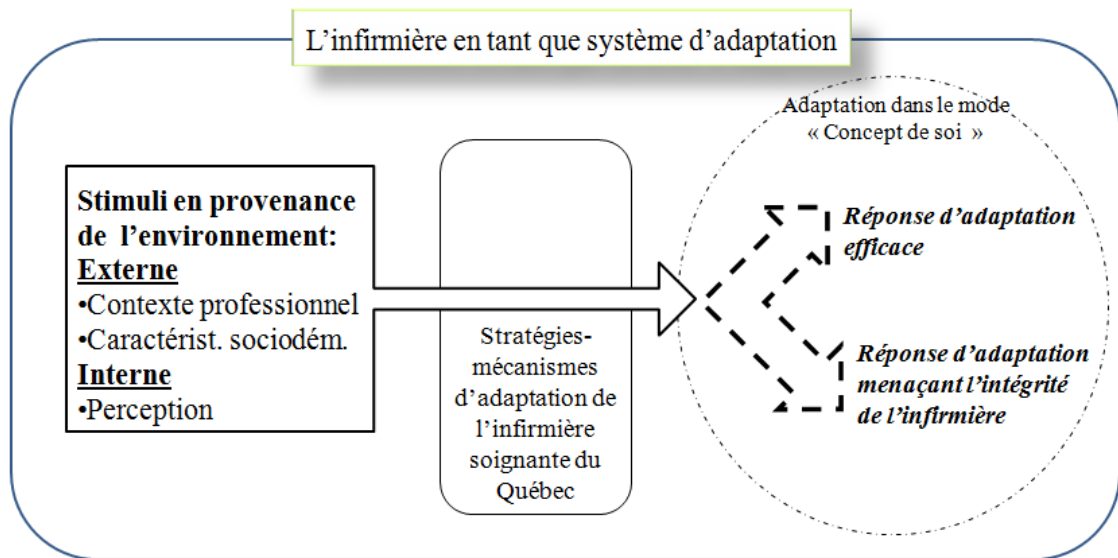 L’infirmière en tant que système d’adaptation
Stimuli en provenance
de l’environnement:
Externe
•Contexte professionnel
•Caractérist. sociodém.
Interne
•Perception
Stratégies-
mécanismes
d’adaptation de
l’infirmière
soignante du
Québec
Adaptation dans le mode
« Concept de soi »
Réponse d’adaptation
efficace
Réponse d’adaptation
menaçant l’intégrité
de l’infirmière